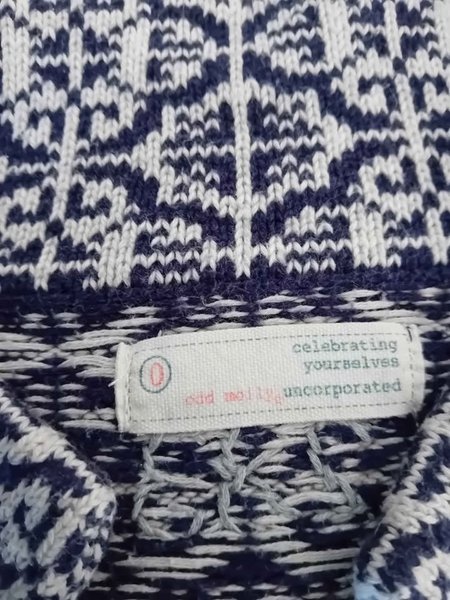 0
celebrating
yourselves
odd molly & uncorporated